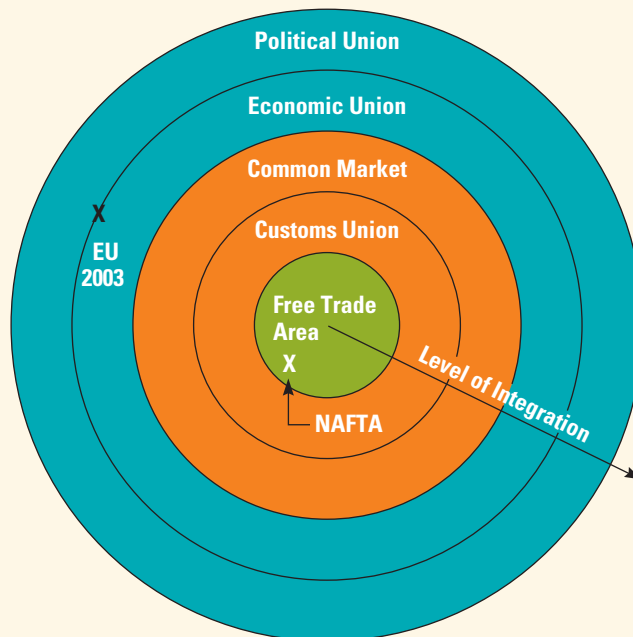 Political Union
Economic Union
Common Market
Customs Union
X
EU
2003
Free Trade
Area
X
NAFTA
Level of Integration